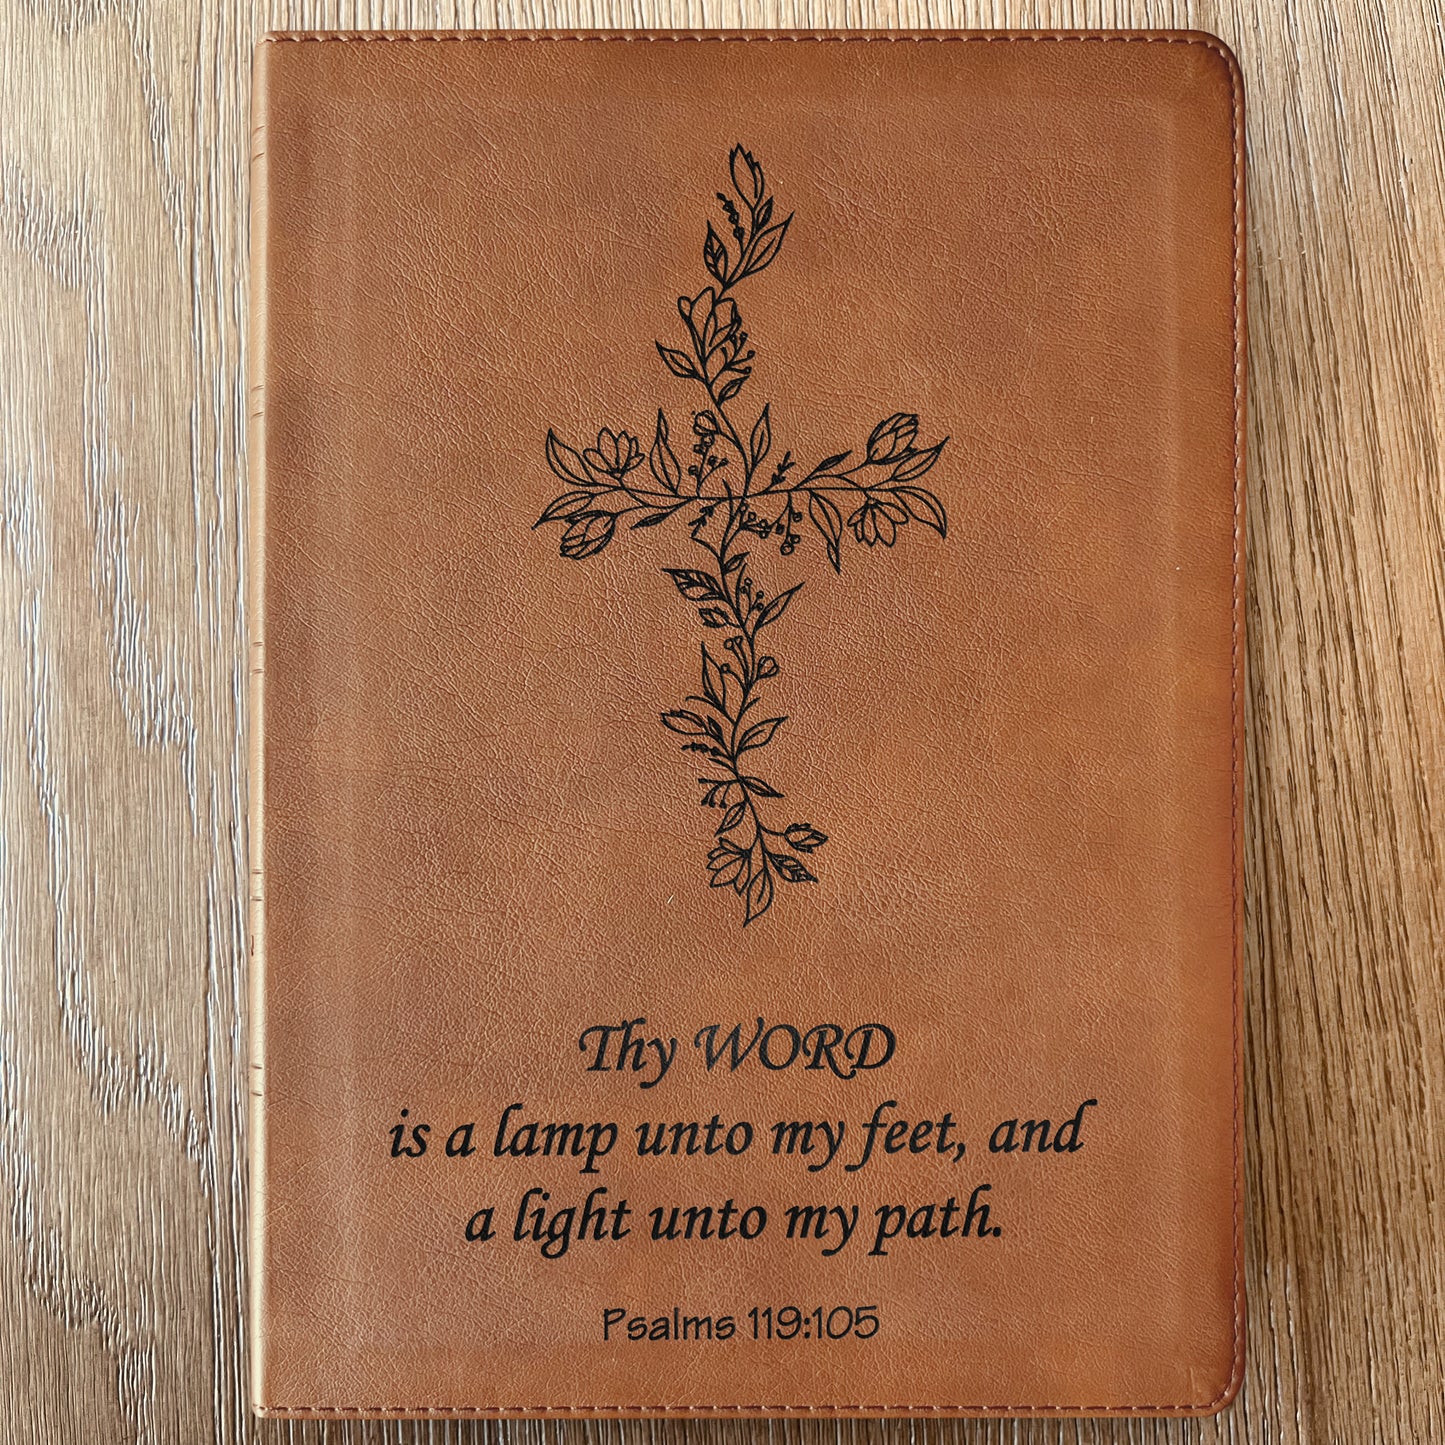 Thy WORD
is a lamp unto my feet, and
a light unto my path.
Psalms 119:105